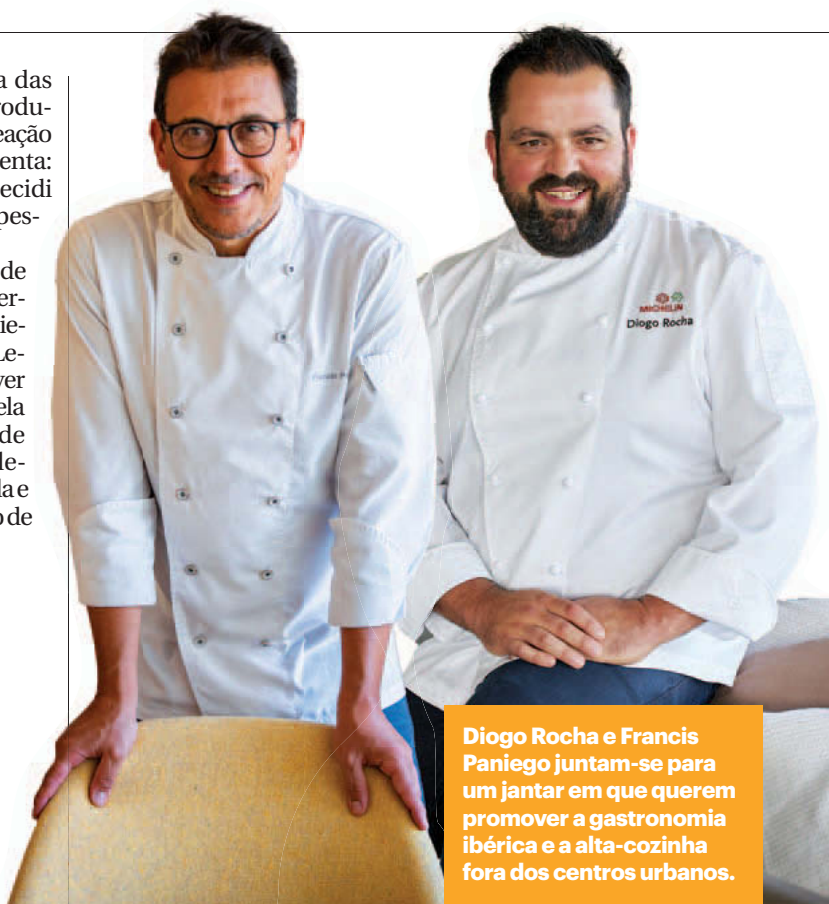 a das
rodu-
eação
enta:
ecidi
pes-
de
er-
ie-
Le-
ver
ela
de
le-
la e
o de
MICHELIN
Diogo Rocha
Diogo Rocha e Francis
Paniego juntam-se para
um jantar em que querem
promover a gastronomia
ibérica e a alta-cozinha
fora dos centros urbanos.